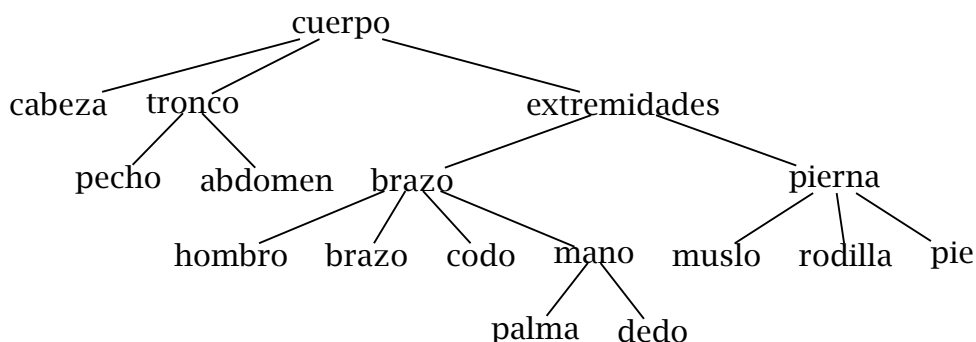 cuerpo
cabeza tronco extremidades
pecho abdomen brazo pierna
hombro brazo codo mano muslo rodilla pie
palma dedo